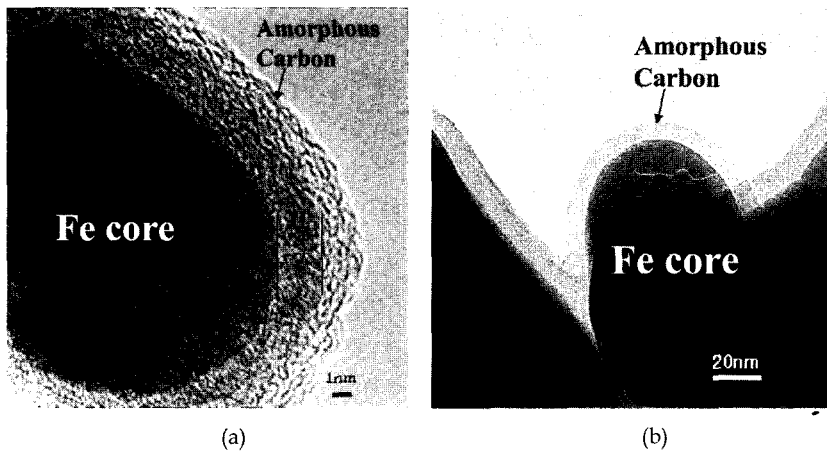 Amorphous
Carbon
Fe core
1nm
(a)
Amorphous
Carbon
Fe core
20nm
(b)